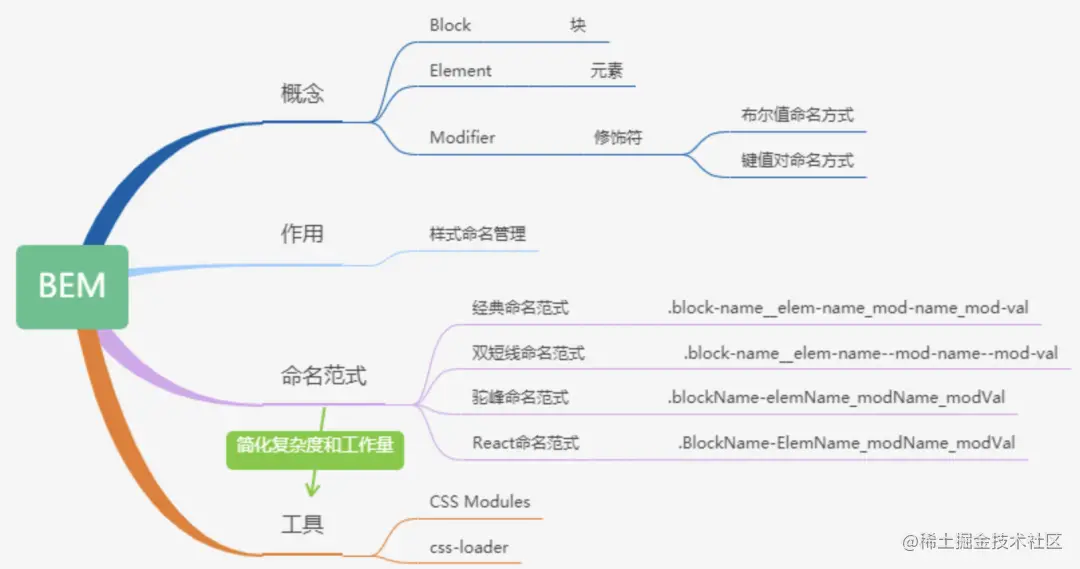 BEM
概念
Block 块
Element 元素
Modifier 修饰符
布尔值命名方式
键值对命名方式
作用
样式命名管理
命名范式
经典命名范式 .block-name__elem-name_mod-name_mod-val
双短线命名范式 .block-name__elem-name--mod-name--mod-val
驼峰命名范式 .blockName-elemName_modName_modVal
React命名范式 .BlockName-ElemName_modName_modVal
简化复杂度和工作量
工具
CSS Modules
css-loader
@稀土掘金技术社区